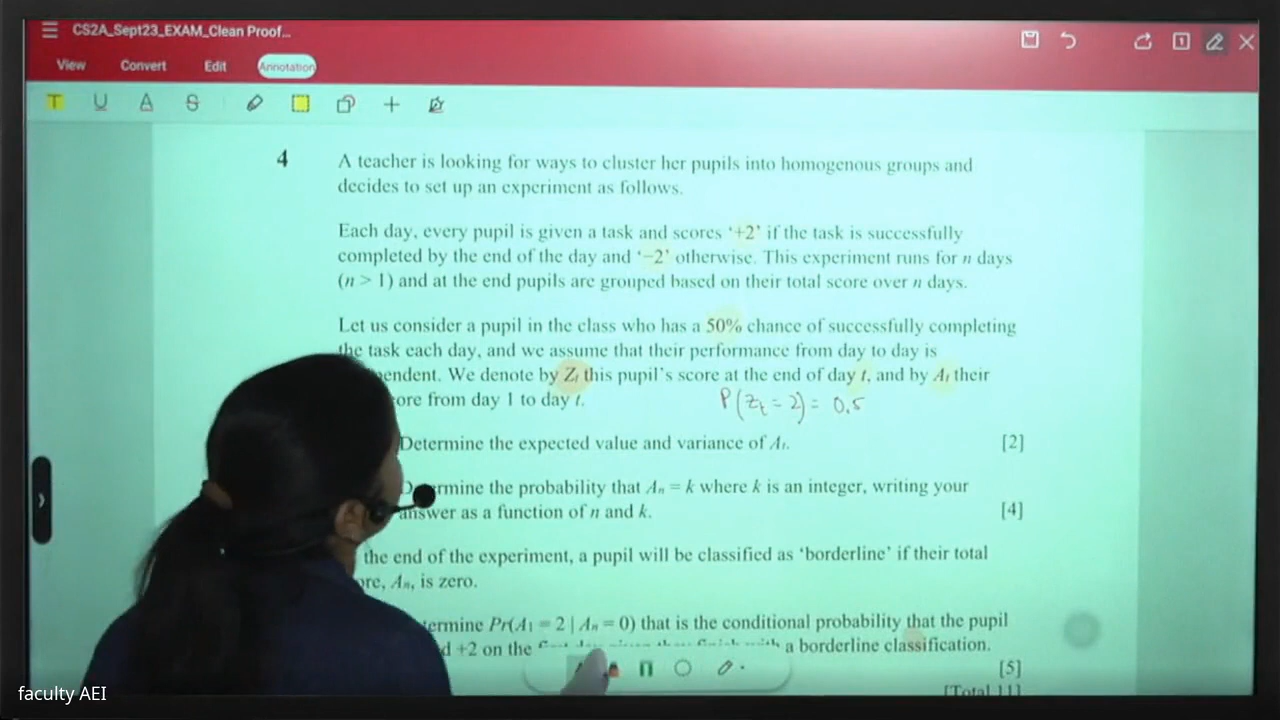 CS2A_Sept23_EXAM_Clean Proof...
View Convert Edit Annotation
T U A S
4 A teacher is looking for ways to cluster her pupils into homogenous groups and
decides to set up an experiment as follows.
Each day, every pupil is given a task and scores ‘+2’ if the task is successfully
completed by the end of the day and ‘−2’ otherwise. This experiment runs for n days
(n > 1) and at the end pupils are grouped based on their total score over n days.
Let us consider a pupil in the class who has a 50% chance of successfully completing
the task each day, and we assume that their performance from day to day is
endent. We denote by Zt this pupil’s score at the end of day t, and by At their
ore from day 1 to day t.
P(Zt = 2) = 0.5
Determine the expected value and variance of At. [2]
Determine the probability that An = k where k is an integer, writing your
answer as a function of n and k. [4]
the end of the experiment, a pupil will be classified as ‘borderline’ if their total
ore, An, is zero.
termine Pr(A1 = 2 | An = 0) that is the conditional probability that the pupil
d +2 on the a borderline classification.
[5]
[Total 11]
faculty AEI